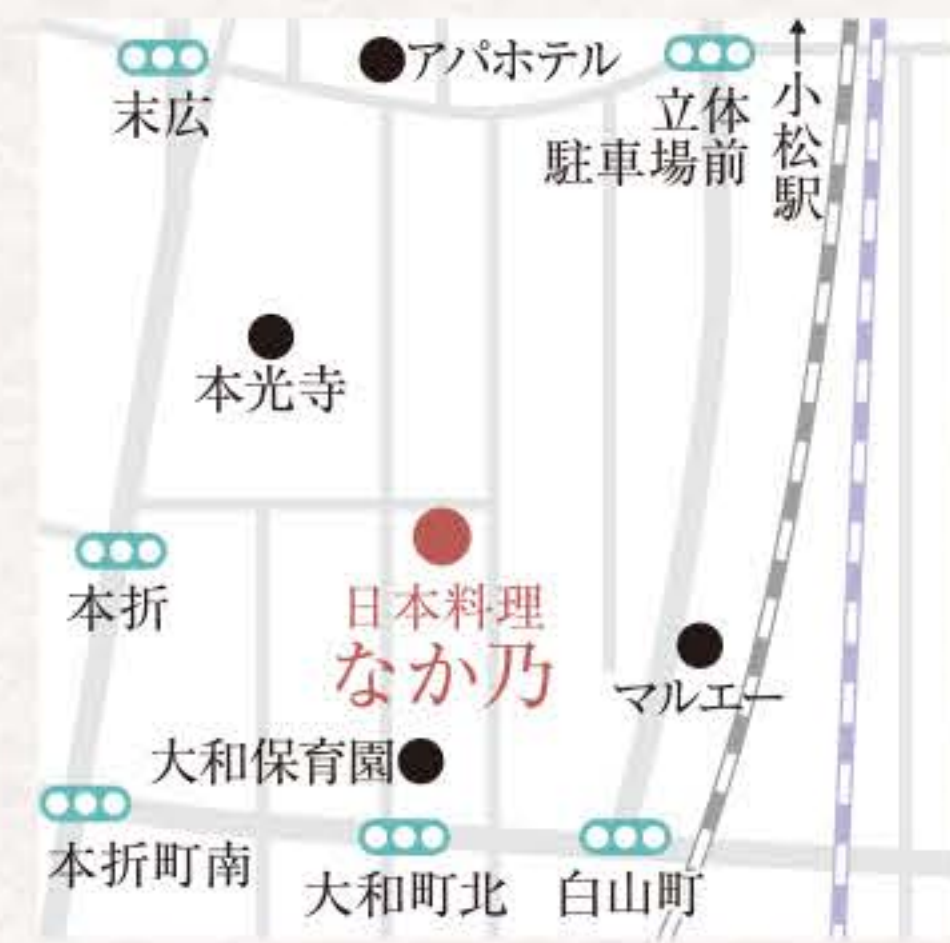 アパホテル
末広
立体
駐車場前
小松駅
本光寺
本折
日本料理
なか乃
マルエー
大和保育園
本折町南
大和町北
白山町